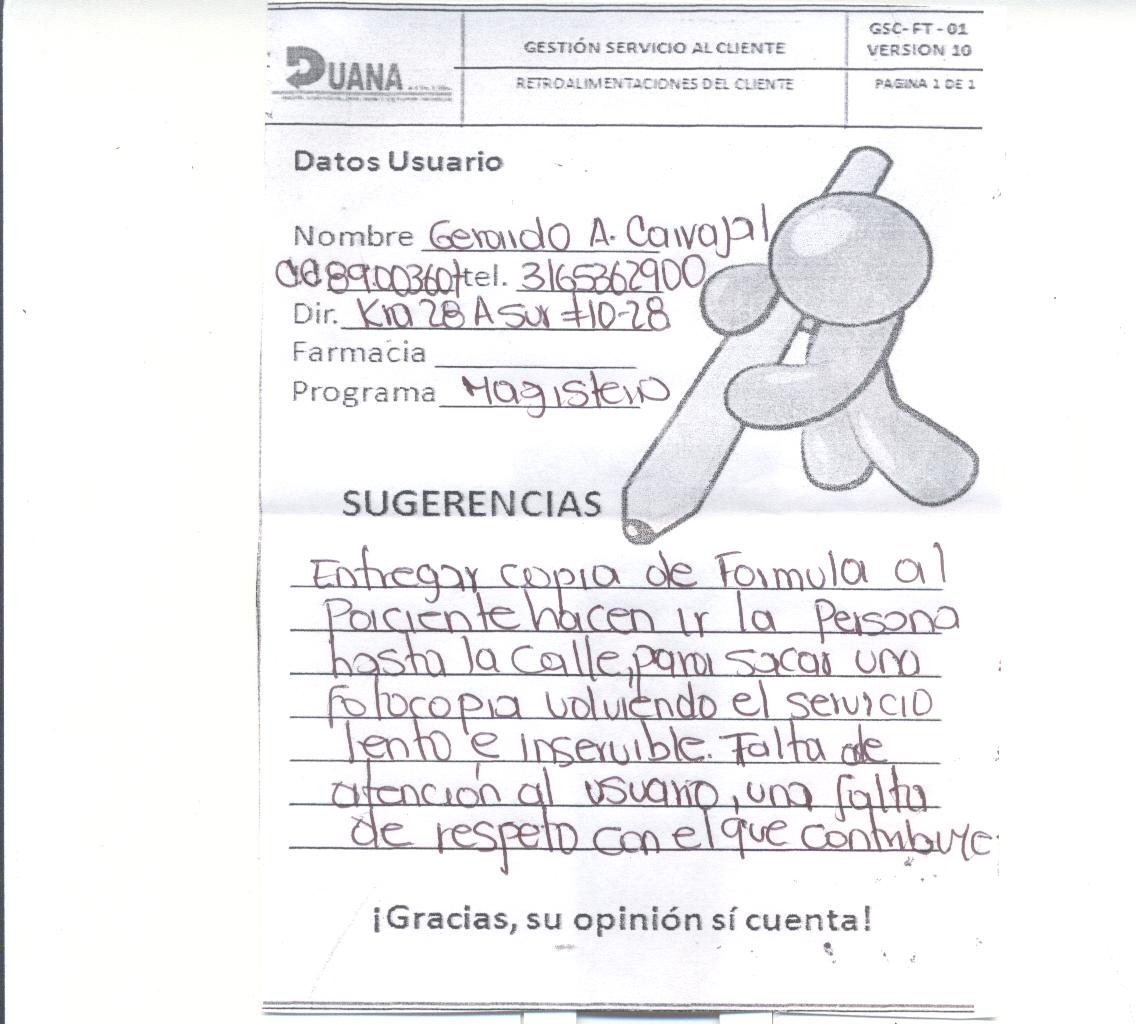 DUANA
GESTIÓN SERVICIO AL CLIENTE
RETROALIMENTACIONES DEL CLIENTE
GSC-FT-01
VERSION 10
PAGINA 1 DE 1
Datos Usuario
Nombre Gerardo A. Carvajal
CC 89.003607 tel. 3165362900
Dir. Kra 28 A Sur #10-28
Farmacia
Programa Magisterio
SUGERENCIAS
Entregar copia de Formula al
Paciente hacen ir la Persona
hasta la calle, para sacar una
fotocopia volviendo el servicio
lento e inservible. Falta de
atención al usuario, una falta
de respeto con el que contribuye
¡Gracias, su opinión sí cuenta!